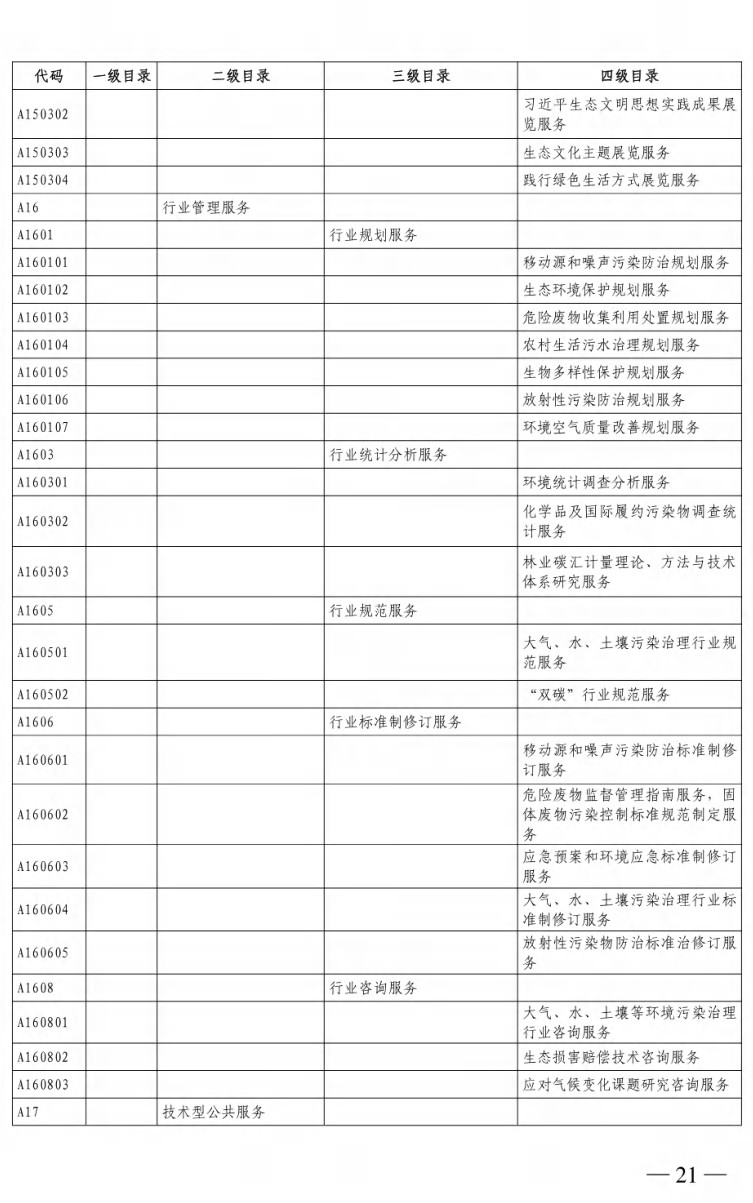 代码 一级目录 二级目录 三级目录 四级目录
A150302 习近平生态文明思想实践成果展
览服务
A150303 生态文化主题展览服务
A150304 践行绿色生活方式展览服务
A16 行业管理服务
A1601 行业规划服务
A160101 移动源和噪声污染防治规划服务
A160102 生态环境保护规划服务
A160103 危险废物收集利用处置规划服务
A160104 农村生活污水治理规划服务
A160105 生物多样性保护规划服务
A160106 放射性污染防治规划服务
A160107 环境空气质量改善规划服务
A1603 行业统计分析服务
A160301 环境统计调查分析服务
A160302 化学品及国际履约污染物调查统
计服务
A160303 林业碳汇计量理论、方法与技术
体系研究服务
A1605 行业规范服务
A160501 大气、水、土壤污染治理行业规
范服务
A160502 “双碳”行业规范服务
A1606 行业标准制修订服务
A160601 移动源和噪声污染防治标准制修
订服务
A160602 危险废物监督管理指南服务，固
体废物污染控制标准规范制定服
务
A160603 应急预案和环境应急标准制修订
服务
A160604 大气、水、土壤污染治理行业标
准制修订服务
A160605 放射性污染物防治标准治修订服
务
A1608 行业咨询服务
A160801 大气、水、土壤等环境污染治理
行业咨询服务
A160802 生态损害赔偿技术咨询服务
A160803 应对气候变化课题研究咨询服务
A17 技术型公共服务
— 21 —